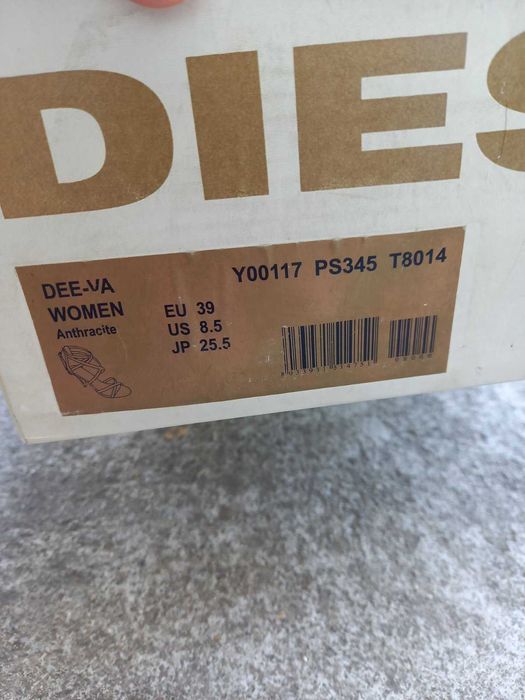 DIES
Y00117 PS345 T8014
DEE-VA
WOMEN
Anthracite
EU 39
US 8.5
JP 25.5